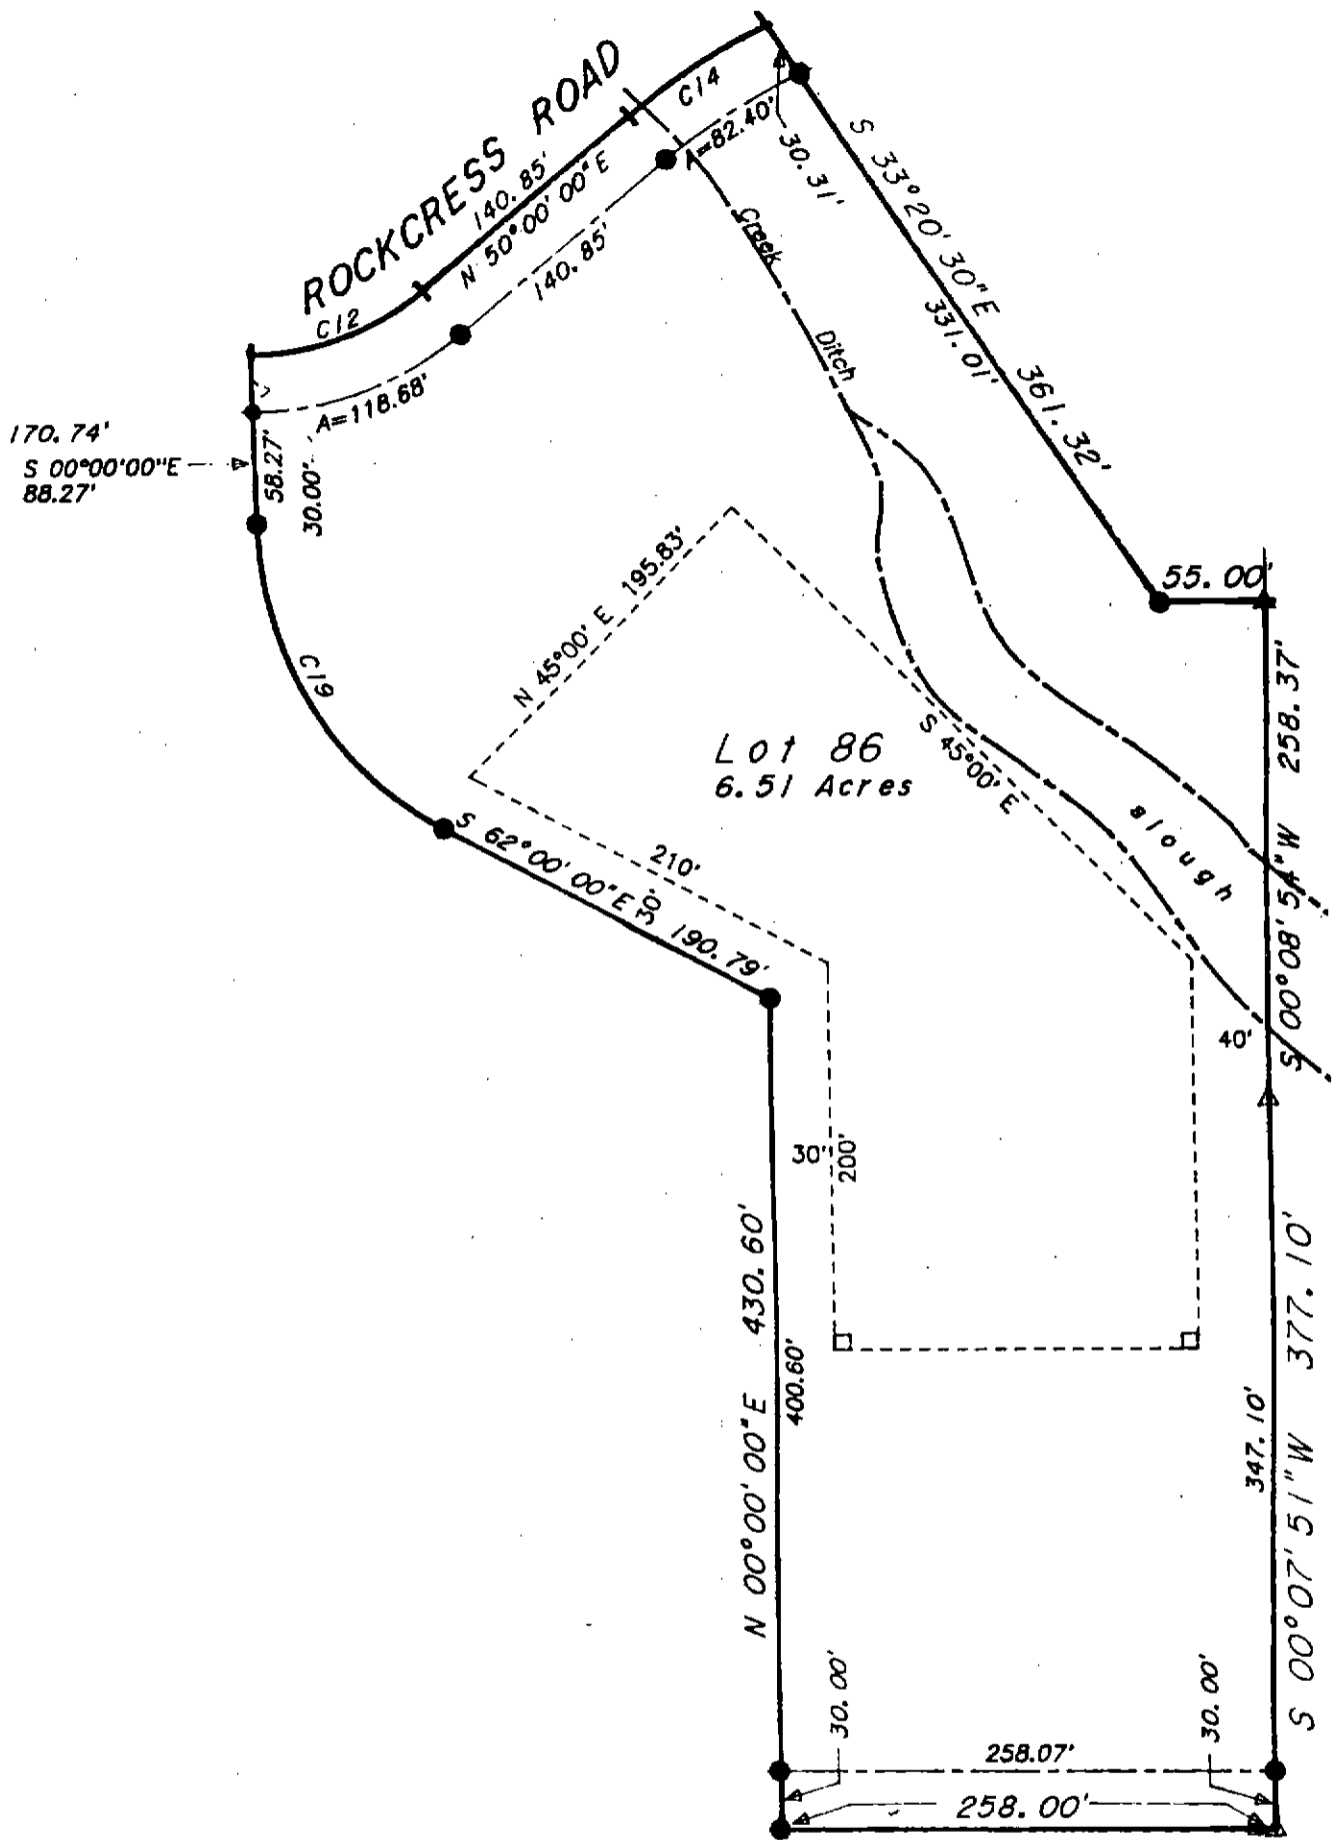 ROCKCRESS ROAD
C14
A=82.40'
30.31'
140.85'
N 50°00'00"E
140.85'
C12
A=118.68'
170.74'
S 00°00'00"E
88.27'
58.27'
30.00'
C19
Creek
Ditch
S 33°20'30"E
331.01'
361.32'
55.00'
258.37'
S 00°08'54"W
N 45°00' E 195.83'
S 45°00' E
Lot 86
6.51 Acres
slough
S 62°00'00"E 190.79'
210'
30'
40'
30'
200'
N 00°00'00"E 430.60'
400.60'
347.10'
S 00°07'51"W 377.10'
30.00'
30.00'
258.07'
258.00'